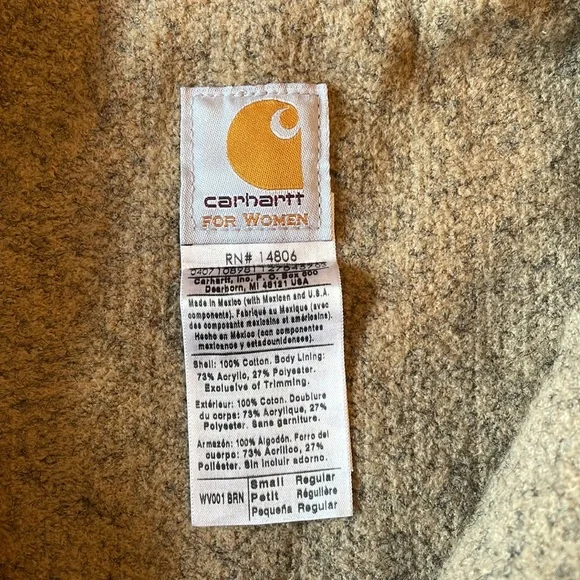 carhartt
FOR WOMEN
RN# 14806
Carhartt, Inc. P. O. Box 600
Dearborn, MI 48121 USA
Made in Mexico (with Mexican and U.S.A.
components). Fabriqué au Mexique (avec
des composants mexicains et américains).
Hecho en México (con componentes
mexicanos y estadounidenses).
Shell: 100% Cotton. Body Lining:
73% Acrylic, 27% Polyester.
Exclusive of Trimming.
Extérieur: 100% Coton. Doublure
du corps: 73% Acrylique, 27%
Polyester. Sans garniture.
Armazón: 100% Algodón. Forro del
cuerpo: 73% Acrílico, 27%
Poliéster. Sin incluir adorno.
WV001 BRN
Small Regular
Petit Régulière
Pequeña Regular